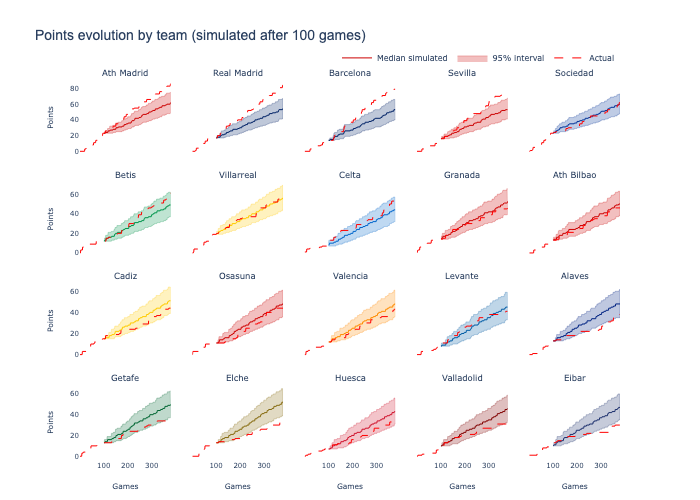 Points evolution by team (simulated after 100 games)
Median simulated 95% interval Actual
Ath Madrid Real Madrid Barcelona Sevilla Sociedad
80
60
Points
40
20
0
Betis Villarreal Celta Granada Ath Bilbao
60
Points
40
20
0
Cadiz Osasuna Valencia Levante Alaves
60
Points
40
20
0
Getafe Elche Huesca Valladolid Eibar
60
Points
40
20
0
100 200 300 100 200 300 100 200 300 100 200 300 100 200 300
Games Games Games Games Games